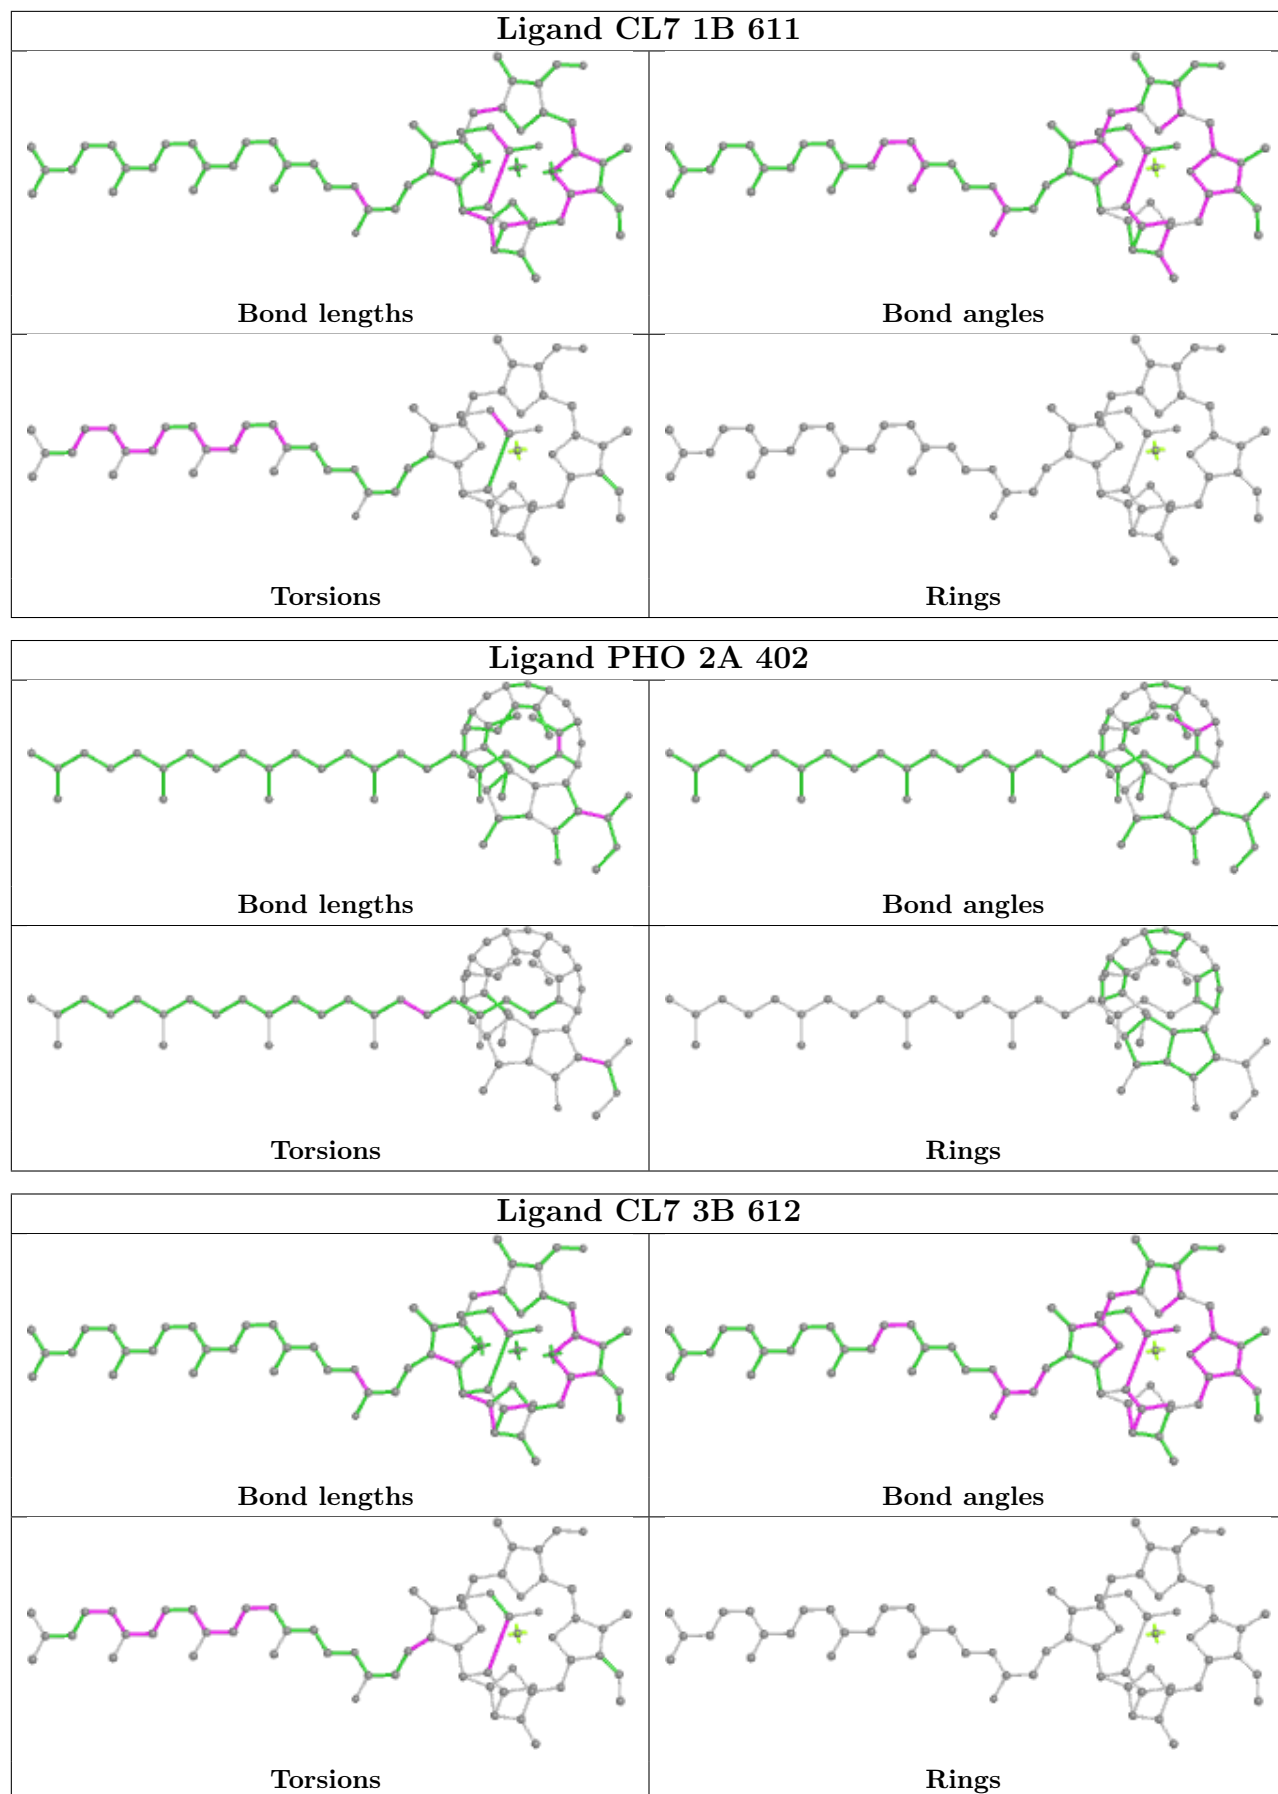 Ligand CL7 1B 611
Bond lengths
Bond angles
Torsions
Rings
Ligand PHO 2A 402
Bond lengths
Bond angles
Torsions
Rings
Ligand CL7 3B 612
Bond lengths
Bond angles
Torsions
Rings